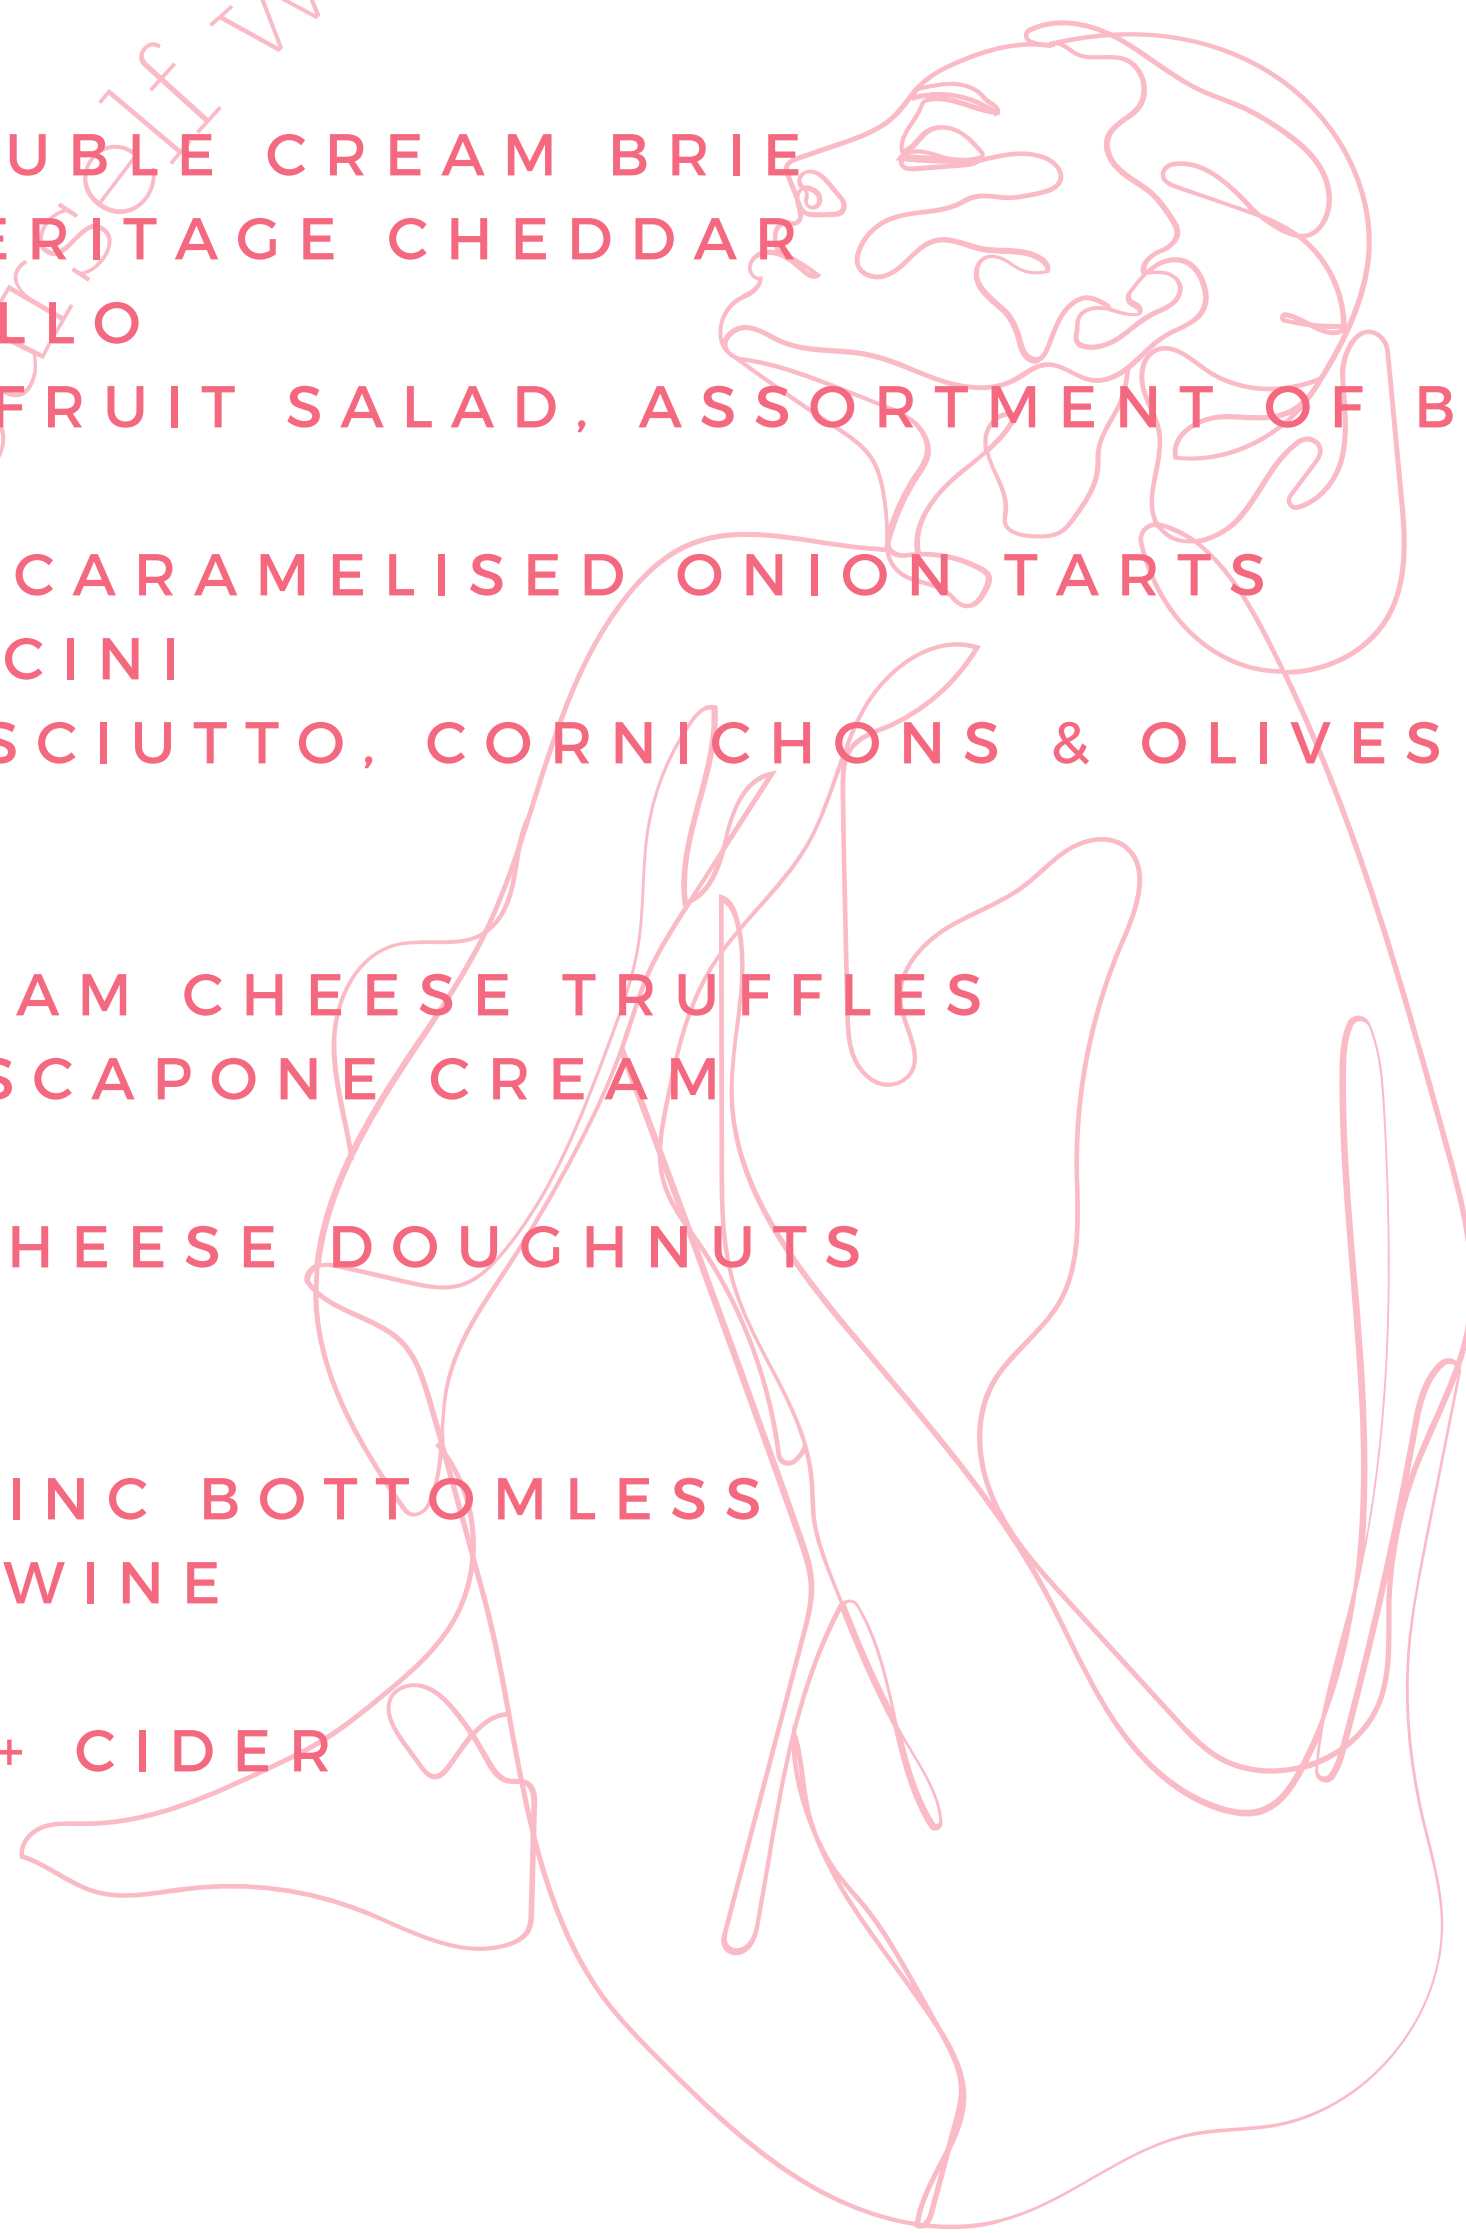 UBLE CREAM BRIE
ERITAGE CHEDDAR
LLO
FRUIT SALAD, ASSORTMENT OF B
CARAMELISED ONION TARTS
CINI
SCIUTTO, CORNICHONS & OLIVES
AM CHEESE TRUFFLES
SCAPONE CREAM
HEESE DOUGHNUTS
INC BOTTOMLESS
WINE
+ CIDER